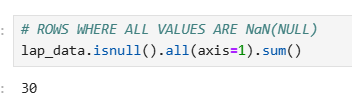 :
# ROWS WHERE ALL VALUES ARE NaN(NULL)
lap_data.isnull().all(axis=1).sum()
: 30